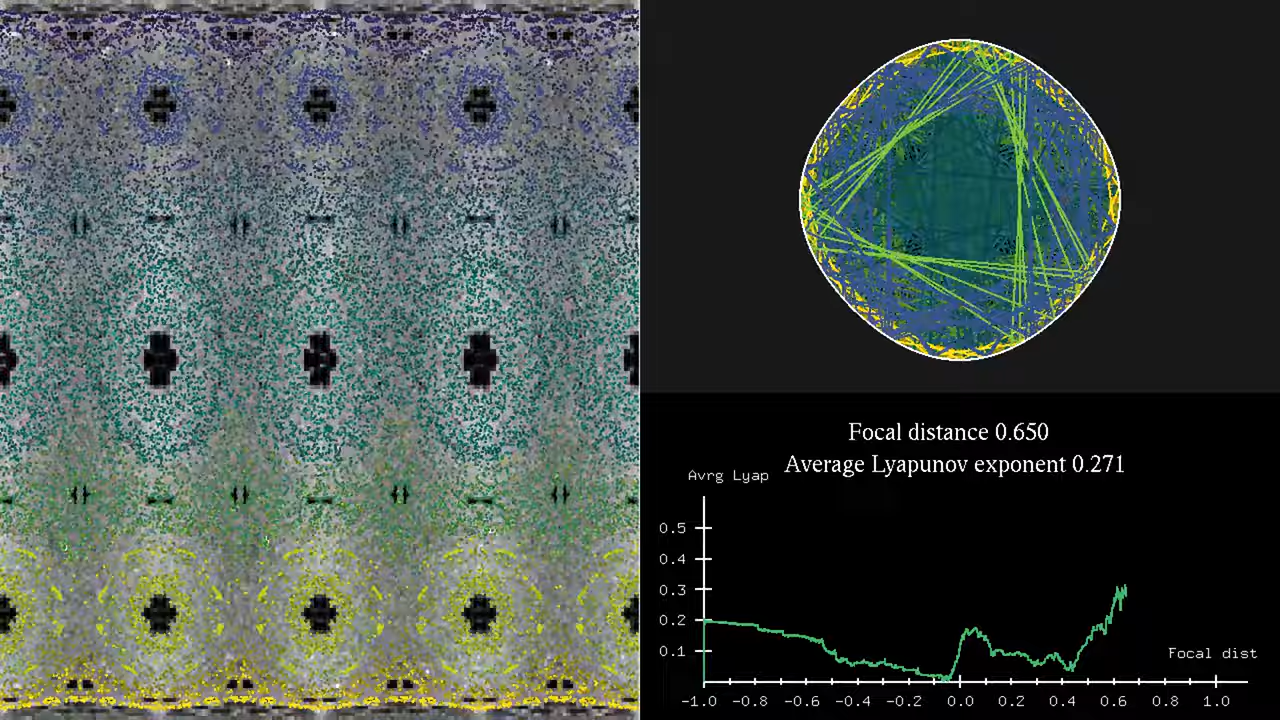 Focal distance 0.650
Average Lyapunov exponent 0.271
Avrg Lyap
0.5
0.4
0.3
0.2
0.1
Focal dist
-1.0 -0.8 -0.6 -0.4 -0.2 0.0 0.2 0.4 0.6 0.8 1.0